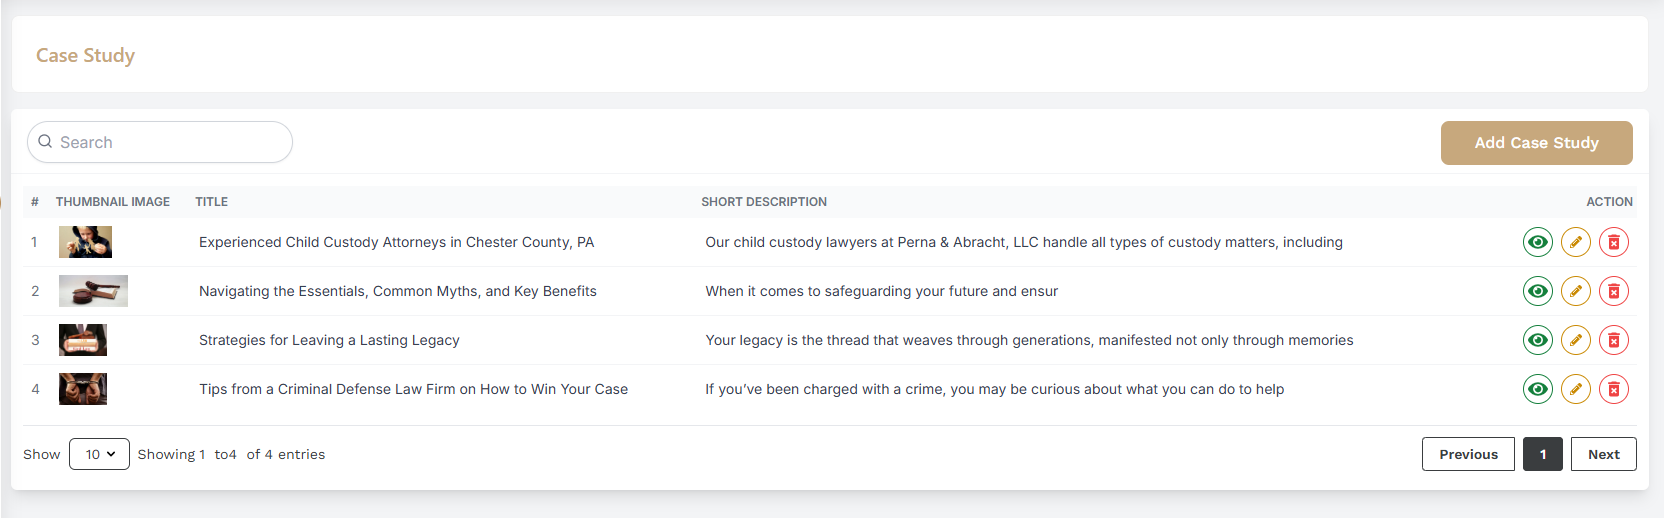 Case Study
Search
Add Case Study
# THUMBNAIL IMAGE TITLE SHORT DESCRIPTION ACTION
1 Experienced Child Custody Attorneys in Chester County, PA Our child custody lawyers at Perna & Abracht, LLC handle all types of custody matters, including
2 Navigating the Essentials, Common Myths, and Key Benefits When it comes to safeguarding your future and ensur
3 Strategies for Leaving a Lasting Legacy Your legacy is the thread that weaves through generations, manifested not only through memories
4 Tips from a Criminal Defense Law Firm on How to Win Your Case If you’ve been charged with a crime, you may be curious about what you can do to help
Show 10 Showing 1 to4 of 4 entries Previous 1 Next